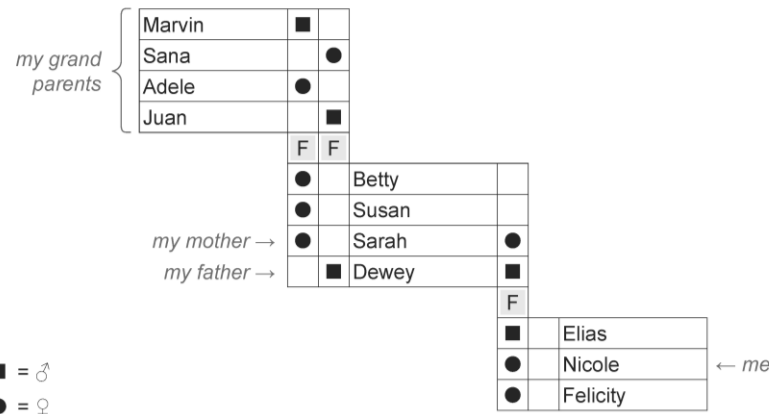 Marvin
my grand
parents
Sana
Adele
Juan
F F
Betty
Susan
my mother → Sarah
my father → Dewey
F
Elias
Nicole ← me
Felicity
■ = ♂
● = ♀